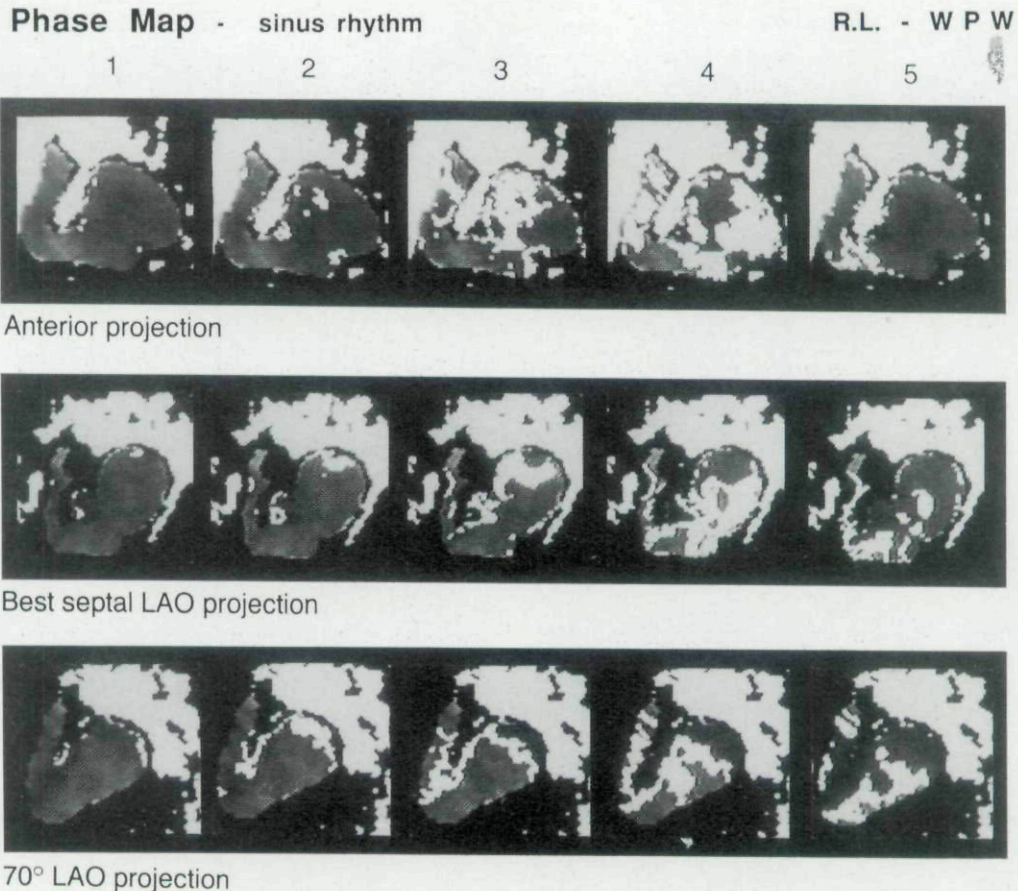 Phase Map - sinus rhythm R.L. - W P W
1 2 3 4 5
Anterior projection
Best septal LAO projection
70° LAO projection